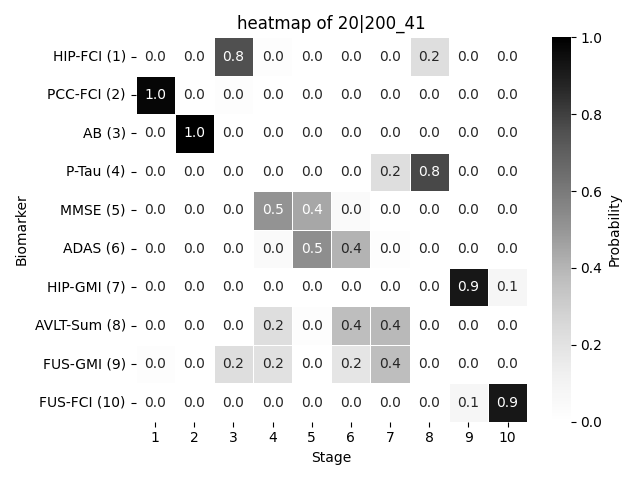 heatmap of 20|200_41
HIP-FCI (1) 0.0 0.0 0.8 0.0 0.0 0.0 0.0 0.2 0.0 0.0
PCC-FCI (2) 1.0 0.0 0.0 0.0 0.0 0.0 0.0 0.0 0.0 0.0
AB (3) 0.0 1.0 0.0 0.0 0.0 0.0 0.0 0.0 0.0 0.0
P-Tau (4) 0.0 0.0 0.0 0.0 0.0 0.0 0.2 0.8 0.0 0.0
MMSE (5) 0.0 0.0 0.0 0.5 0.4 0.0 0.0 0.0 0.0 0.0
ADAS (6) 0.0 0.0 0.0 0.0 0.5 0.4 0.0 0.0 0.0 0.0
HIP-GMI (7) 0.0 0.0 0.0 0.0 0.0 0.0 0.0 0.0 0.9 0.1
AVLT-Sum (8) 0.0 0.0 0.0 0.2 0.0 0.4 0.4 0.0 0.0 0.0
FUS-GMI (9) 0.0 0.0 0.2 0.2 0.0 0.2 0.4 0.0 0.0 0.0
FUS-FCI (10) 0.0 0.0 0.0 0.0 0.0 0.0 0.0 0.0 0.1 0.9
1 2 3 4 5 6 7 8 9 10
Stage
Biomarker
1.0
0.8
0.6
0.4
0.2
0.0
Probability